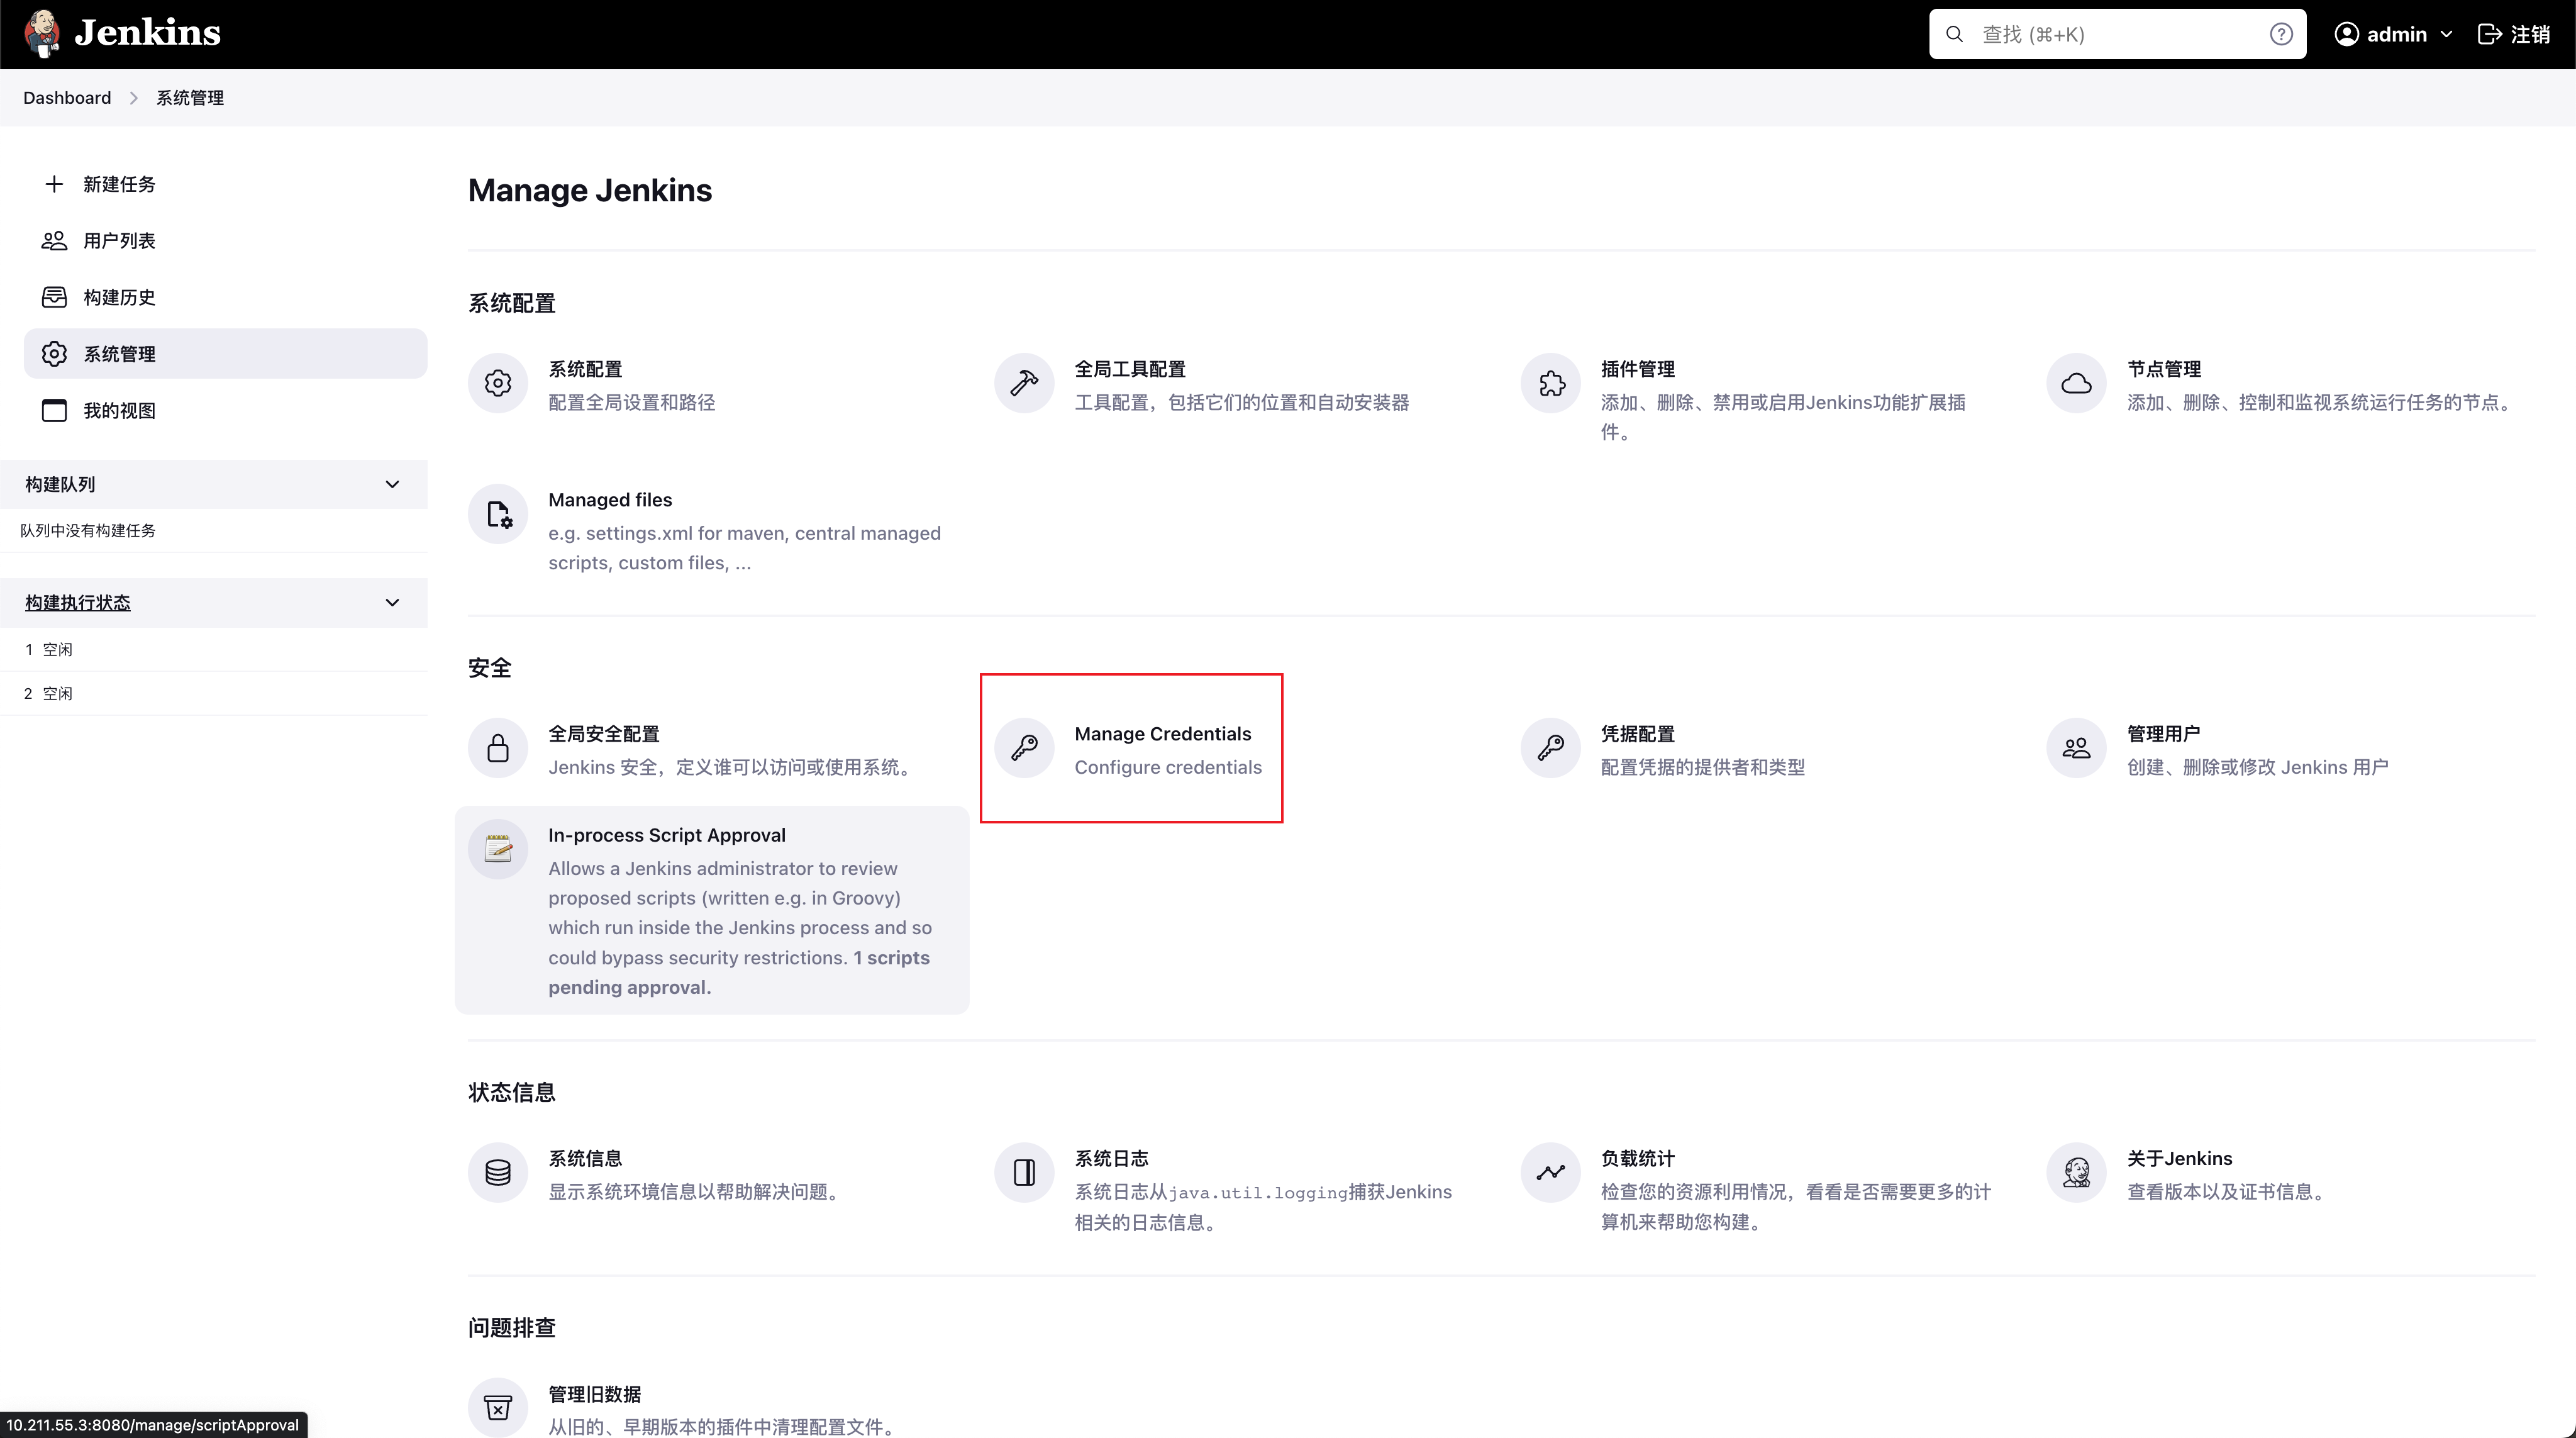 Jenkins
查找 (⌘+K)
admin
注销
Dashboard
系统管理
新建任务
用户列表
构建历史
系统管理
我的视图
构建队列
队列中没有构建任务
构建执行状态
1 空闲
2 空闲
Manage Jenkins
系统配置
系统配置
配置全局设置和路径
全局工具配置
工具配置，包括它们的位置和自动安装器
插件管理
添加、删除、禁用或启用Jenkins功能扩展插
件。
节点管理
添加、删除、控制和监视系统运行任务的节点。
Managed files
e.g. settings.xml for maven, central managed
scripts, custom files, ...
安全
全局安全配置
Jenkins 安全，定义谁可以访问或使用系统。
Manage Credentials
Configure credentials
凭据配置
配置凭据的提供者和类型
管理用户
创建、删除或修改 Jenkins 用户
In-process Script Approval
Allows a Jenkins administrator to review
proposed scripts (written e.g. in Groovy)
which run inside the Jenkins process and so
could bypass security restrictions. 1 scripts
pending approval.
状态信息
系统信息
显示系统环境信息以帮助解决问题。
系统日志
系统日志从java.util.logging捕获Jenkins
相关的日志信息。
负载统计
检查您的资源利用情况，看看是否需要更多的计
算机来帮助您构建。
关于Jenkins
查看版本以及证书信息。
问题排查
管理旧数据
从旧的、早期版本的插件中清理配置文件。
10.211.55.3:8080/manage/scriptApproval